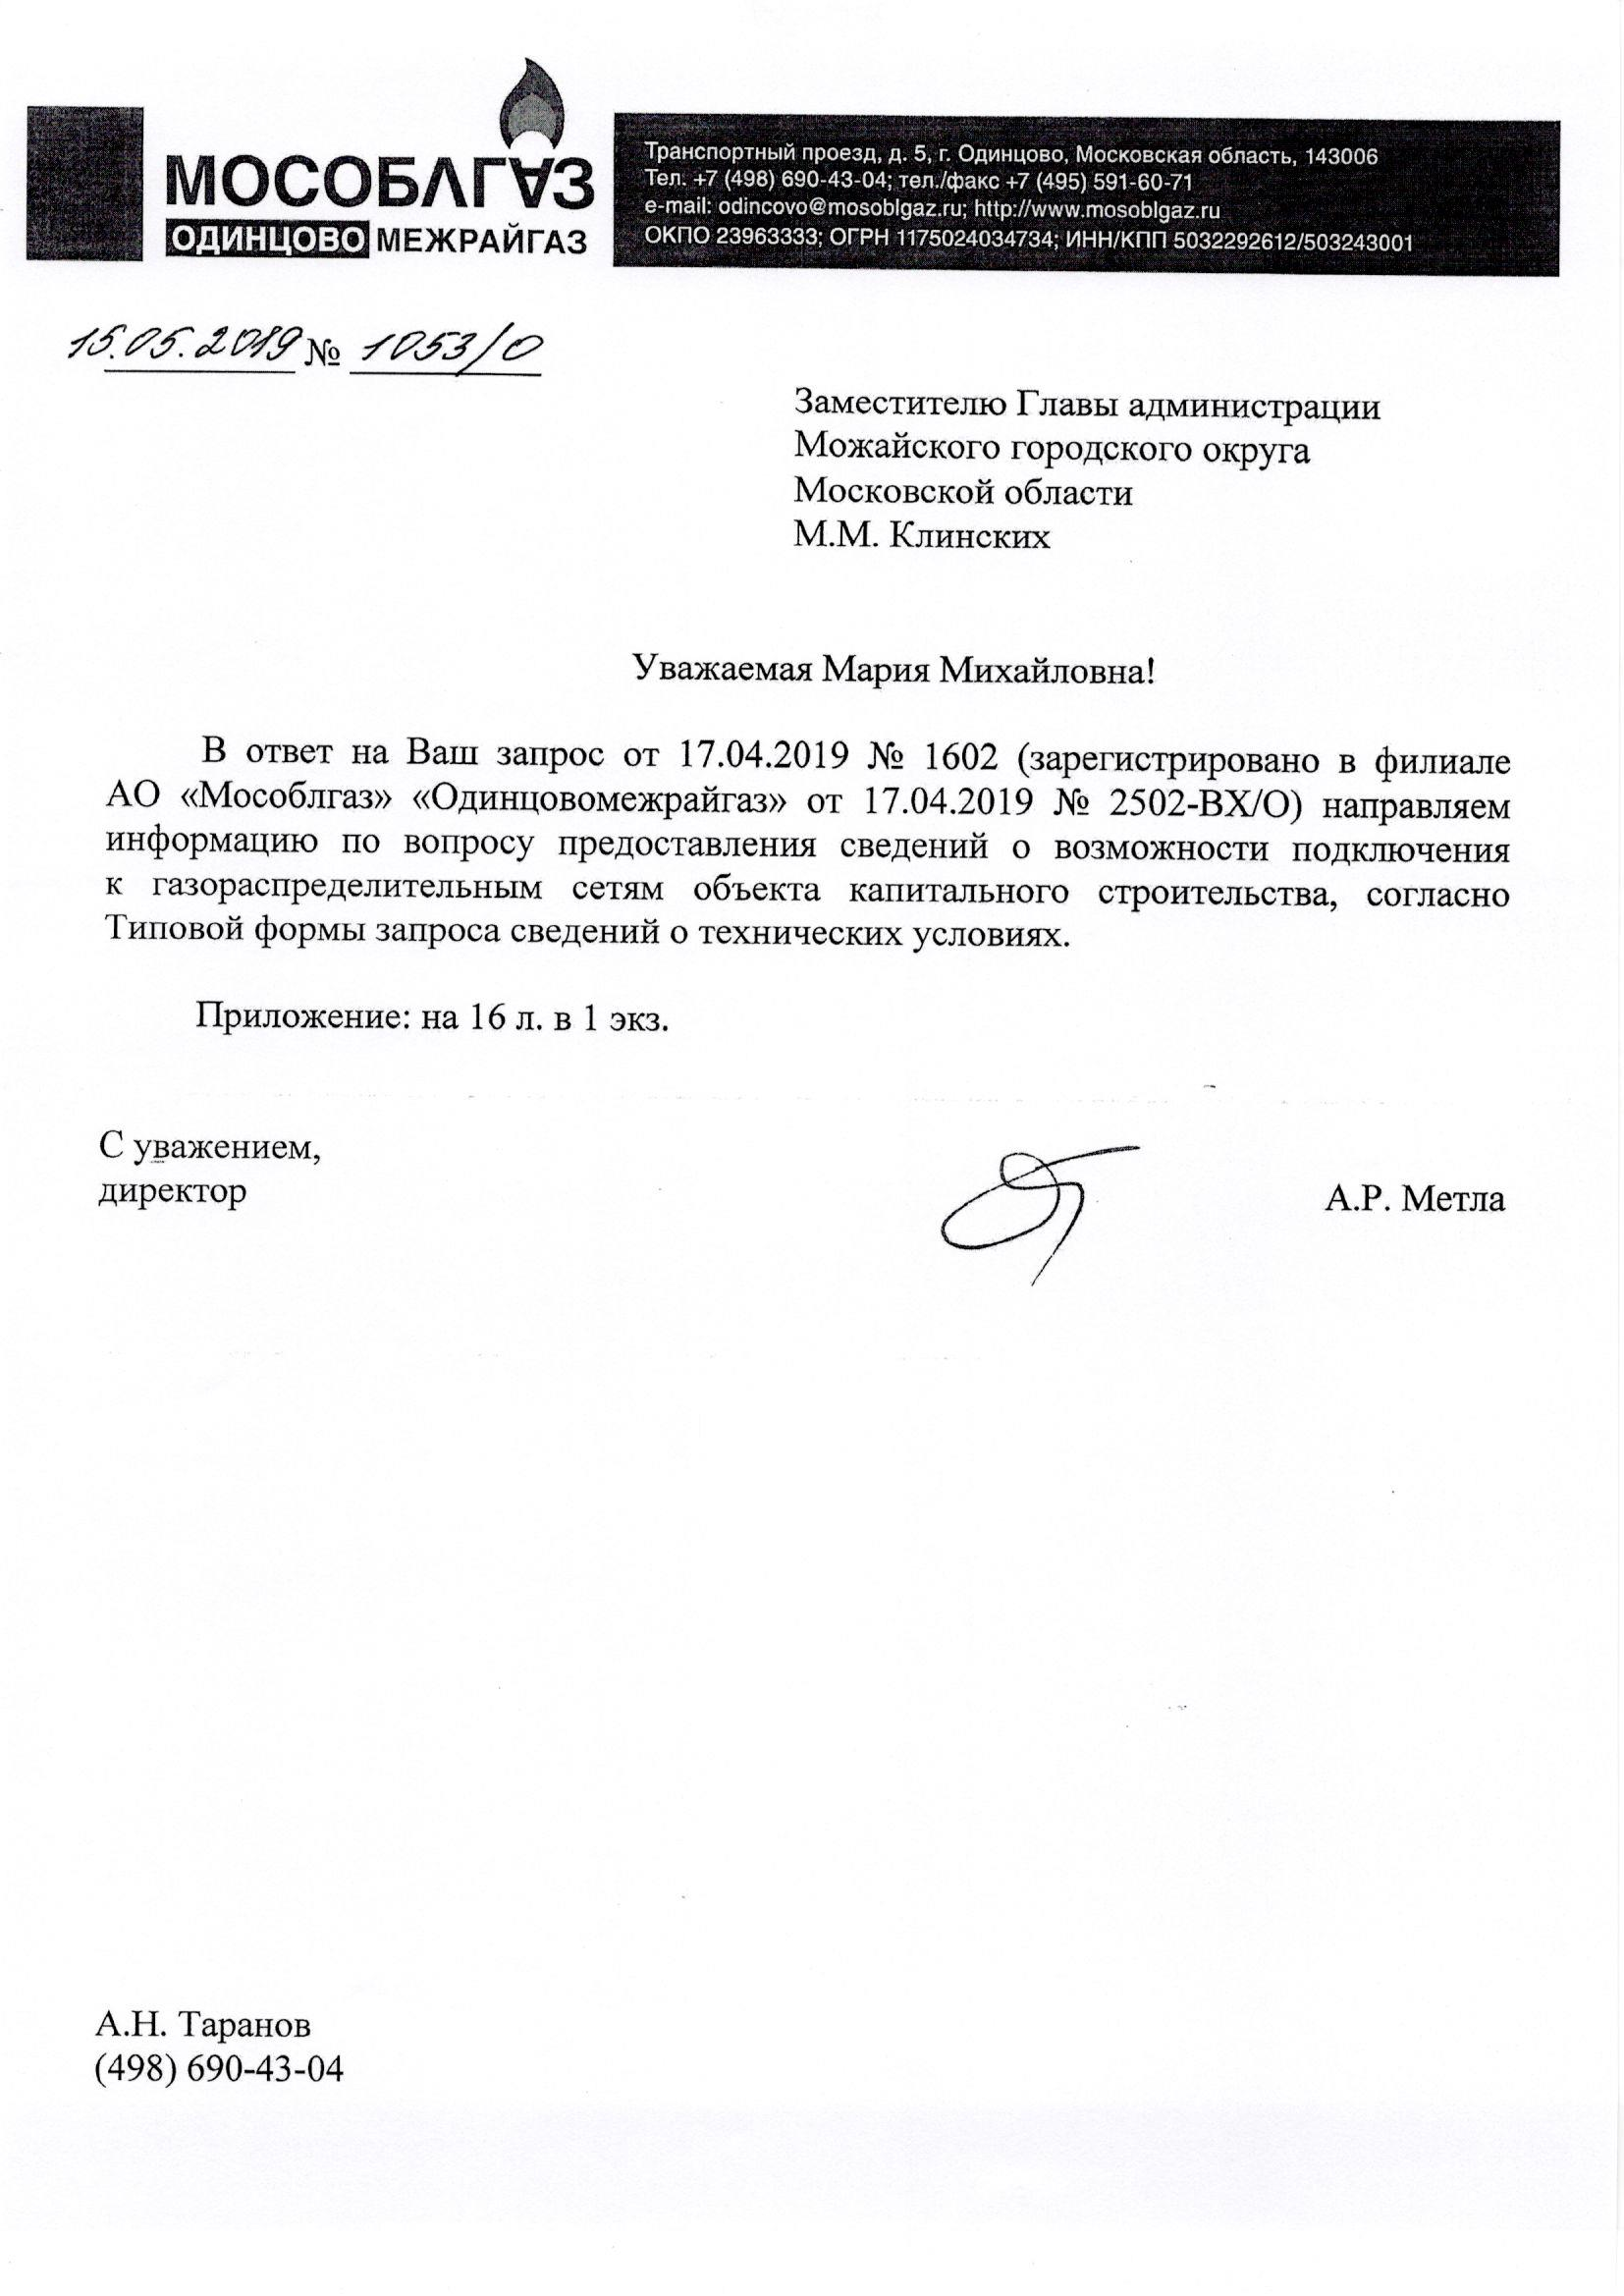 МОСОБЛГАЗ
ОДИНЦОВО МЕЖРАЙГАЗ
Транспортный проезд, д. 5, г. Одинцово, Московская область, 143006
Тел. +7 (498) 690-43-04; тел./факс +7 (495) 591-60-71
e-mail: odincovo@mosoblgaz.ru; http://www.mosoblgaz.ru
ОКПО 23963333; ОГРН 1175024034734; ИНН/КПП 5032292612/503243001
15.05.2019 № 1053/О
Заместителю Главы администрации
Можайского городского округа
Московской области
М.М. Клинских
Уважаемая Мария Михайловна!
В ответ на Ваш запрос от 17.04.2019 № 1602 (зарегистрировано в филиале
АО «Мособлгаз» «Одинцовомежрайгаз» от 17.04.2019 № 2502-ВХ/О) направляем
информацию по вопросу предоставления сведений о возможности подключения
к газораспределительным сетям объекта капитального строительства, согласно
Типовой формы запроса сведений о технических условиях.
Приложение: на 16 л. в 1 экз.
С уважением,
директор
А.Р. Метла
А.Н. Таранов
(498) 690-43-04